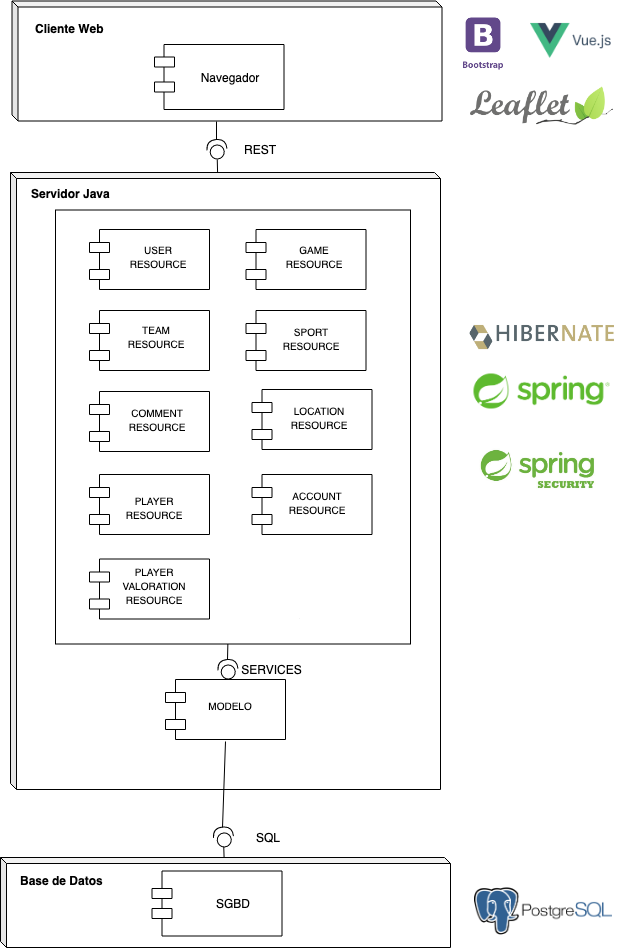 Cliente Web
Navegador
B
Bootstrap
Vue.js
Leaflet
REST
Servidor Java
USER
RESOURCE
GAME
RESOURCE
TEAM
RESOURCE
SPORT
RESOURCE
COMMENT
RESOURCE
LOCATION
RESOURCE
PLAYER
RESOURCE
ACCOUNT
RESOURCE
PLAYER
VALORATION
RESOURCE
HIBERNATE
spring
spring
SECURITY
SERVICES
MODELO
SQL
Base de Datos
SGBD
PostgreSQL